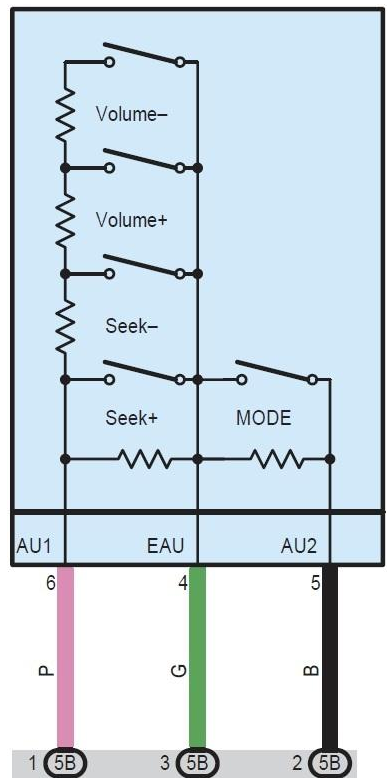 Volume–
Volume+
Seek–
Seek+ MODE
AU1 EAU AU2
6 4 5
P G B
1 5B 3 5B 2 5B